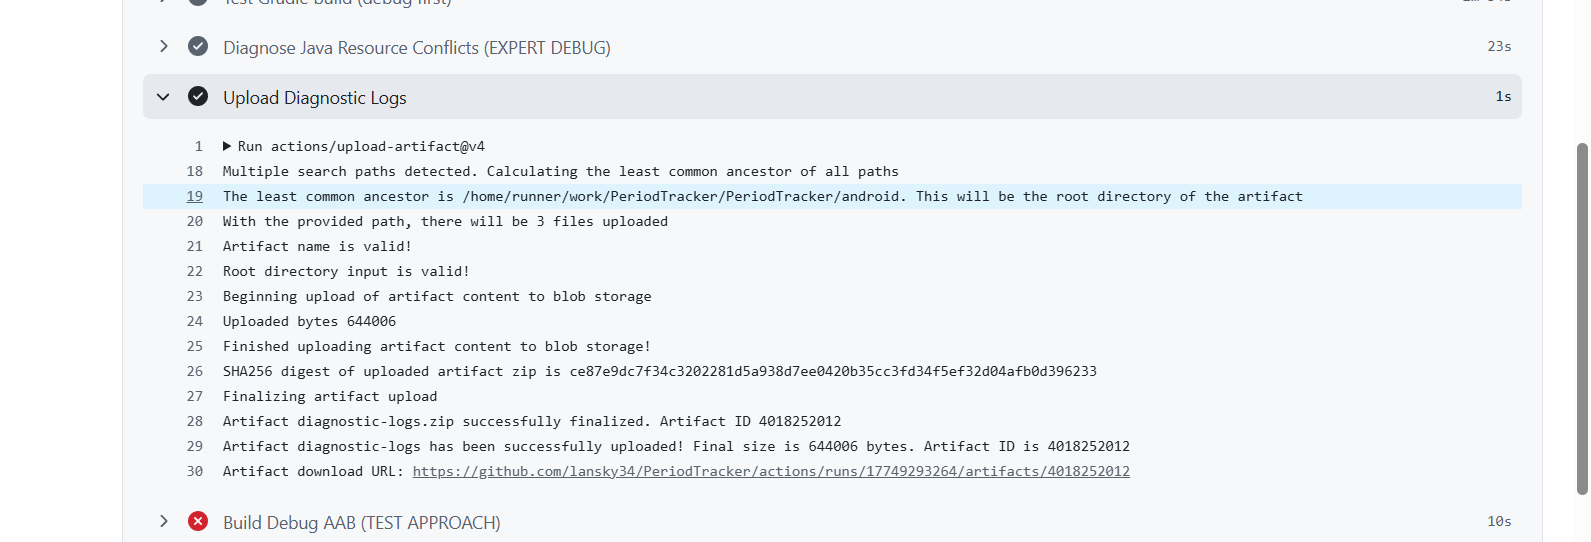 Test Gradle build (debug first)
Diagnose Java Resource Conflicts (EXPERT DEBUG) 23s
Upload Diagnostic Logs 1s
1 Run actions/upload-artifact@v4
18 Multiple search paths detected. Calculating the least common ancestor of all paths
19 The least common ancestor is /home/runner/work/PeriodTracker/PeriodTracker/android. This will be the root directory of the artifact
20 With the provided path, there will be 3 files uploaded
21 Artifact name is valid!
22 Root directory input is valid!
23 Beginning upload of artifact content to blob storage
24 Uploaded bytes 644006
25 Finished uploading artifact content to blob storage!
26 SHA256 digest of uploaded artifact zip is ce87e9dc7f34c3202281d5a938d7ee0420b35cc3fd34f5ef32d04afb0d396233
27 Finalizing artifact upload
28 Artifact diagnostic-logs.zip successfully finalized. Artifact ID 4018252012
29 Artifact diagnostic-logs has been successfully uploaded! Final size is 644006 bytes. Artifact ID is 4018252012
30 Artifact download URL: https://github.com/lansky34/PeriodTracker/actions/runs/17749293264/artifacts/4018252012
Build Debug AAB (TEST APPROACH) 10s